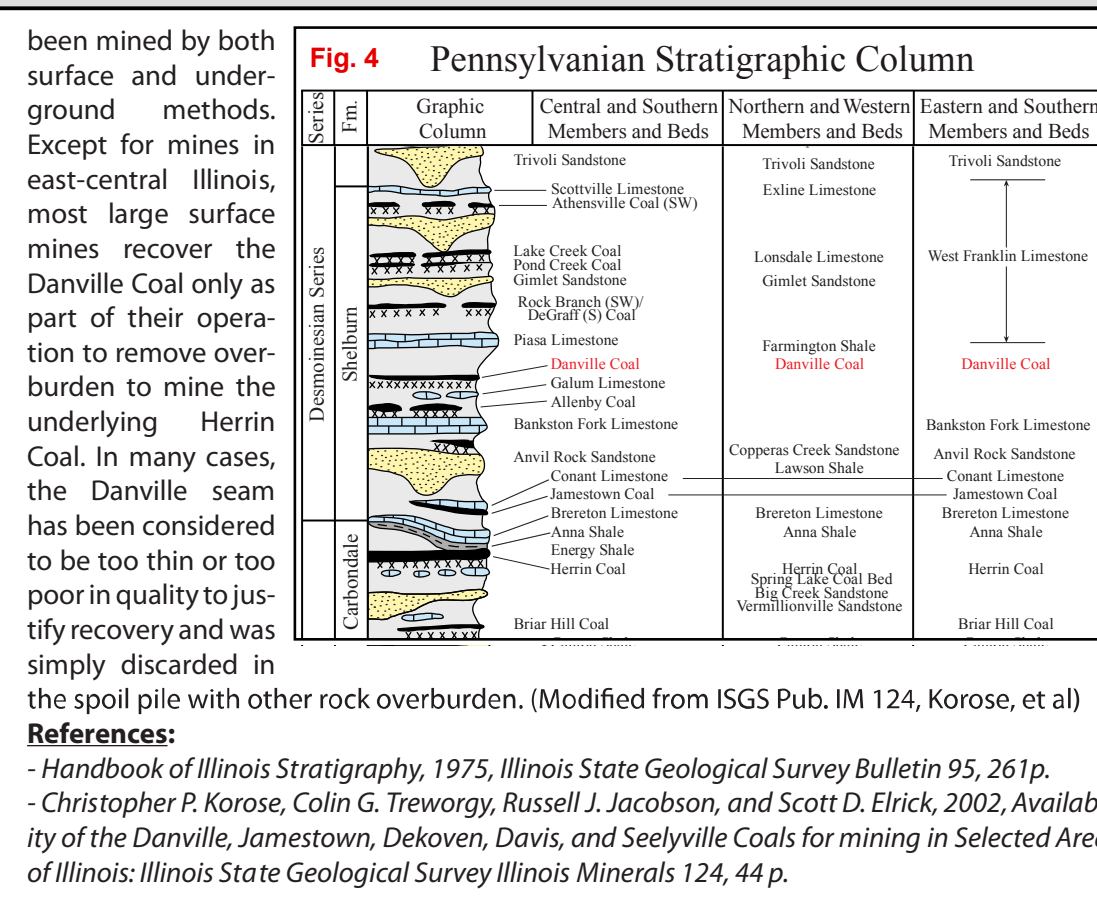 been mined by both
surface and under-
ground methods.
Except for mines in
east-central Illinois,
most large surface
mines recover the
Danville Coal only as
part of their opera-
tion to remove over-
burden to mine the
underlying Herrin
Coal. In many cases,
the Danville seam
has been considered
to be too thin or too
poor in quality to jus-
tify recovery and was
simply discarded in
the spoil pile with other rock overburden. (Modified from ISGS Pub. IM 124, Korose, et al)
References:
- Handbook of Illinois Stratigraphy, 1975, Illinois State Geological Survey Bulletin 95, 261p.
- Christopher P. Korose, Colin G. Treworgy, Russell J. Jacobson, and Scott D. Elrick, 2002, Availab
ity of the Danville, Jamestown, Dekoven, Davis, and Seelyville Coals for mining in Selected Area
of Illinois: Illinois State Geological Survey Illinois Minerals 124, 44 p.
Fig. 4 Pennsylvanian Stratigraphic Column
Series
Fm.
Graphic
Column
Central and Southern
Members and Beds
Northern and Western
Members and Beds
Eastern and Southern
Members and Beds
Desmoinesian Series
Shelburn
Carbondale
Trivoli Sandstone
Scottville Limestone
Athensville Coal (SW)
Lake Creek Coal
Pond Creek Coal
Gimlet Sandstone
Rock Branch (SW)/
DeGraff (S) Coal
Piasa Limestone
Danville Coal
Galum Limestone
Allenby Coal
Bankston Fork Limestone
Anvil Rock Sandstone
Conant Limestone
Jamestown Coal
Brereton Limestone
Anna Shale
Energy Shale
Herrin Coal
Briar Hill Coal
Trivoli Sandstone
Exline Limestone
Lonsdale Limestone
Gimlet Sandstone
Farmington Shale
Danville Coal
Copperas Creek Sandstone
Lawson Shale
Brereton Limestone
Anna Shale
Herrin Coal
Spring Lake Coal Bed
Big Creek Sandstone
Vermillionville Sandstone
Trivoli Sandstone
West Franklin Limestone
Danville Coal
Bankston Fork Limestone
Anvil Rock Sandstone
Conant Limestone
Jamestown Coal
Brereton Limestone
Anna Shale
Herrin Coal
Briar Hill Coal